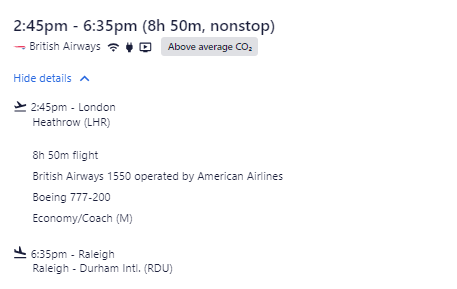 2:45pm - 6:35pm (8h 50m, nonstop)
British Airways Above average CO₂
Hide details
2:45pm - London
Heathrow (LHR)
8h 50m flight
British Airways 1550 operated by American Airlines
Boeing 777-200
Economy/Coach (M)
6:35pm - Raleigh
Raleigh - Durham Intl. (RDU)